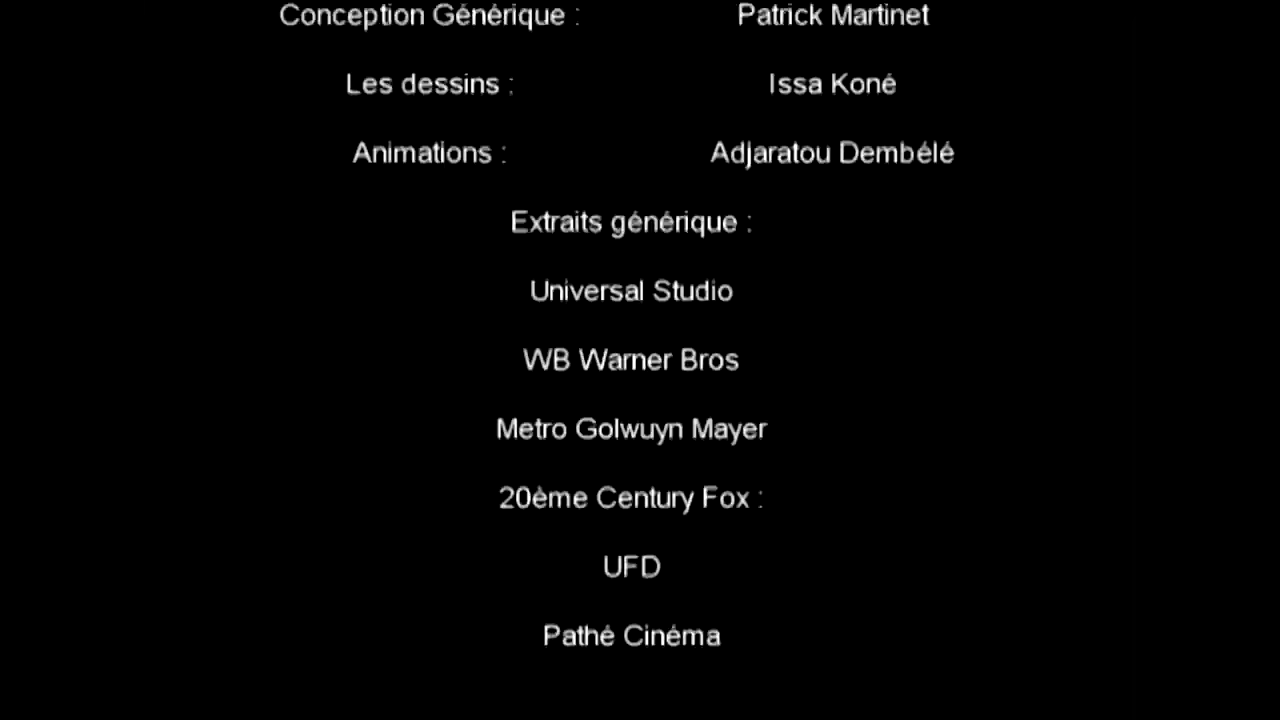 Conception Générique : Patrick Martinet
Les dessins : Issa Koné
Animations : Adjaratou Dembélé
Extraits générique :
Universal Studio
WB Warner Bros
Metro Golwuyn Mayer
20ème Century Fox :
UFD
Pathé Cinéma